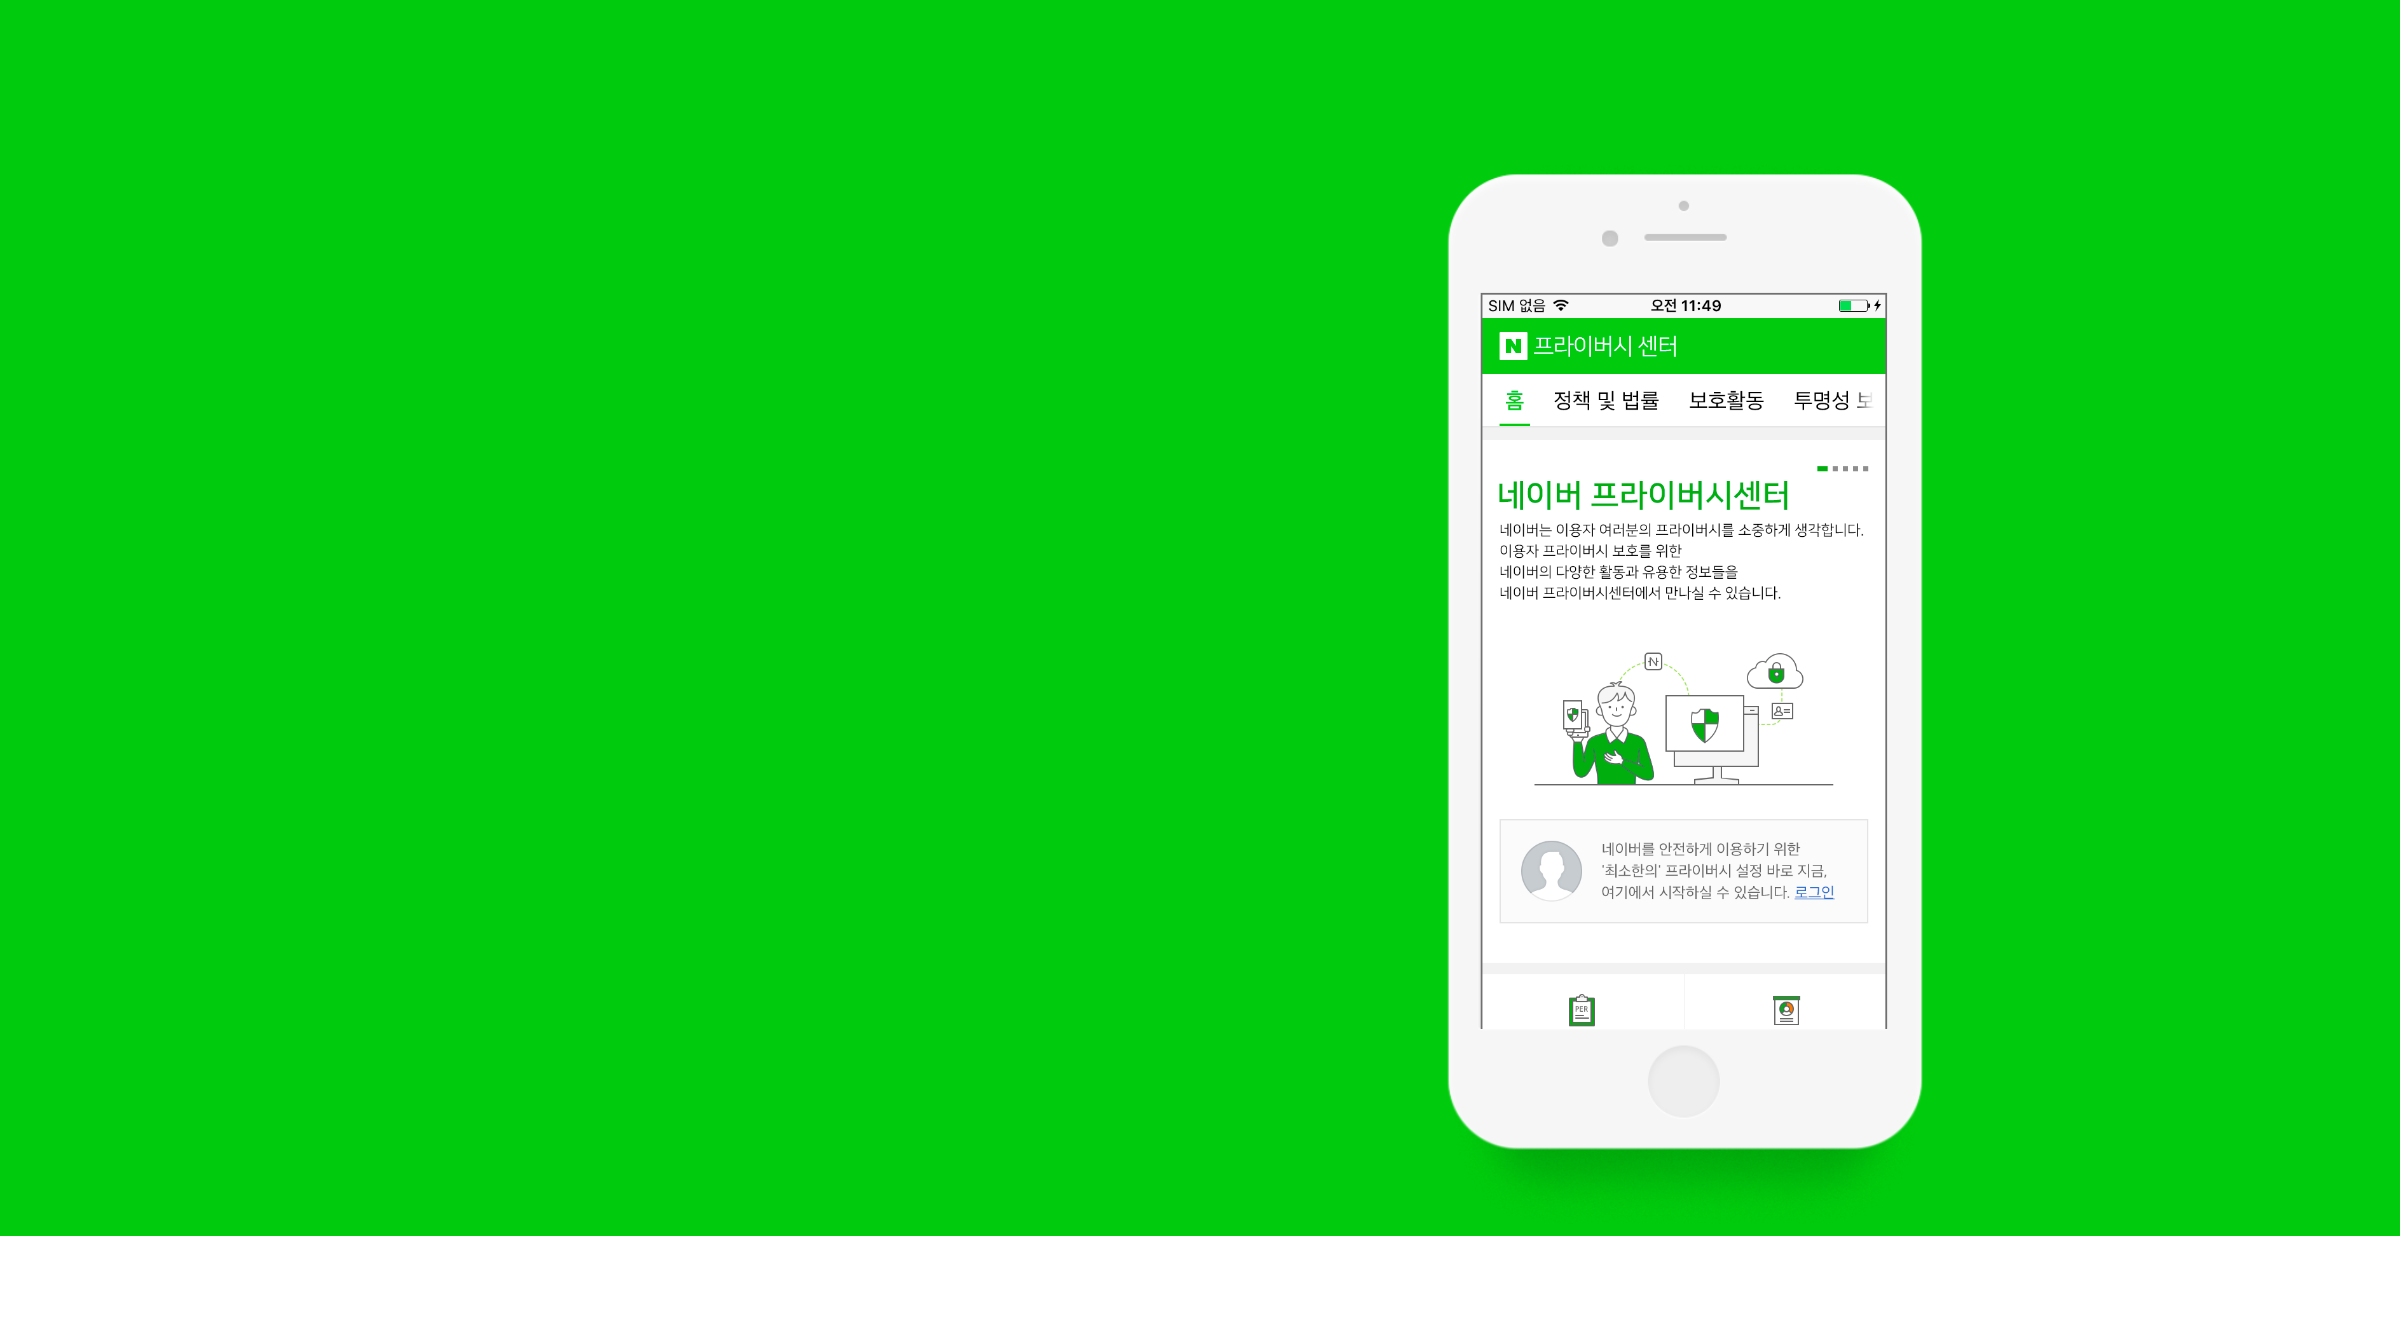 SIM 없음 오전 11:49
N 프라이버시 센터
홈 정책 및 법률 보호활동 투명성
네이버 프라이버시센터
네이버는 이용자 여러분의 프라이버시를 소중하게 생각합니다.
이용자 프라이버시 보호를 위한
네이버의 다양한 활동과 유용한 정보들을
네이버 프라이버시센터에서 만나실 수 있습니다.
N
네이버를 안전하게 이용하기 위한
'최소한의' 프라이버시 설정 바로 지금,
여기에서 시작하실 수 있습니다. 로그인
PER